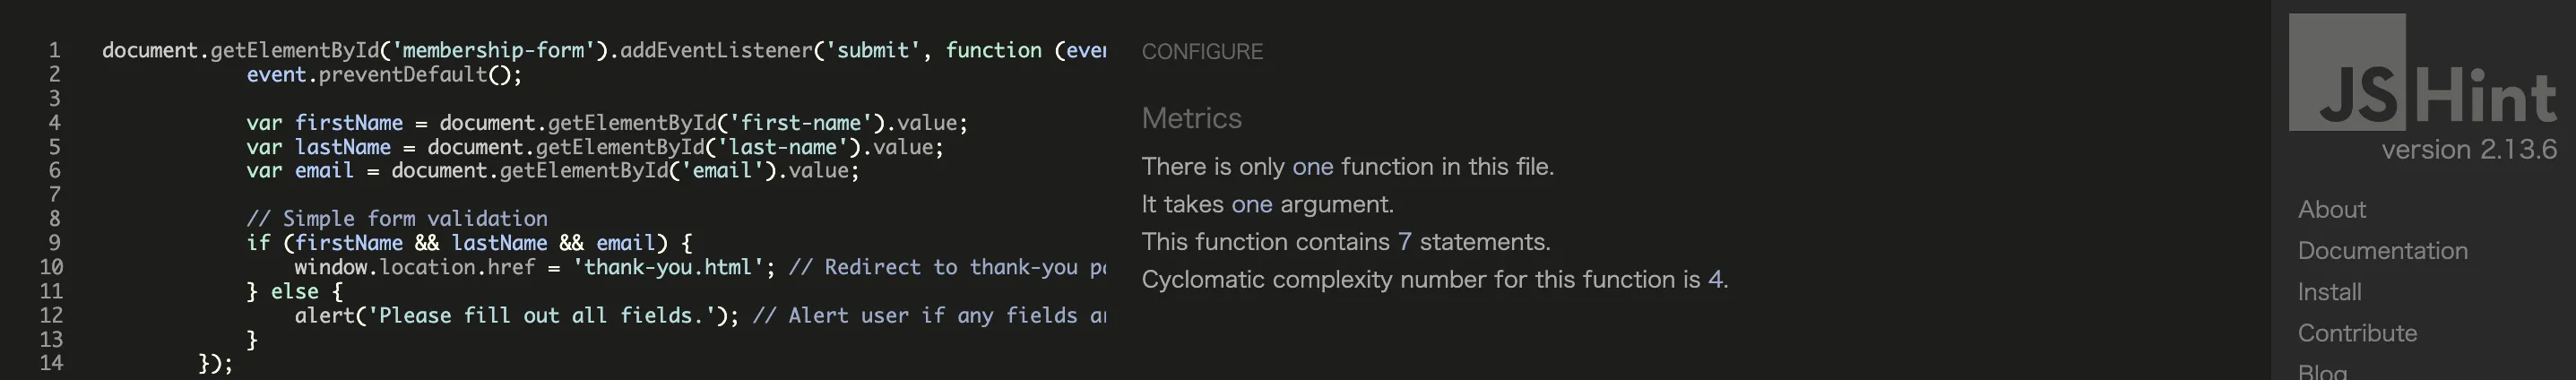 1 document.getElementById('membership-form').addEventListener('submit', function (even
2 event.preventDefault();
3
4 var firstName = document.getElementById('first-name').value;
5 var lastName = document.getElementById('last-name').value;
6 var email = document.getElementById('email').value;
7
8 // Simple form validation
9 if (firstName && lastName && email) {
10 window.location.href = 'thank-you.html'; // Redirect to thank-you pa
11 } else {
12 alert('Please fill out all fields.'); // Alert user if any fields ar
13 }
14 });
CONFIGURE
Metrics
There is only one function in this file.
It takes one argument.
This function contains 7 statements.
Cyclomatic complexity number for this function is 4.
JSHint
version 2.13.6
About
Documentation
Install
Contribute
Blog